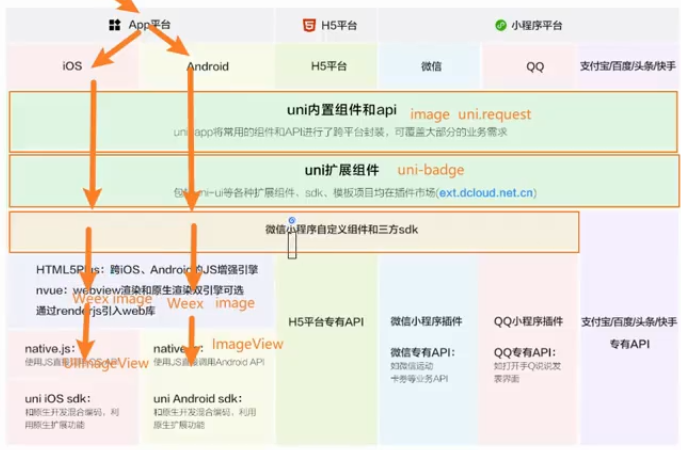 App平台
H5平台
小程序平台
iOS
Android
H5平台
微信
QQ
支付宝/百度/头条/快手
uni内置组件和api
image uni.request
uni-app将常用的组件和API进行了跨平台封装，可覆盖大部分的业务需求
uni扩展组件
uni-badge
uni-ui等各种扩展组件、sdk、模板项目均在插件市场(ext.dcloud.net.cn)
微信小程序自定义组件和三方sdk
HTML5Plus：跨iOS、Android的JS增强引擎
nvue：webview渲染和原生渲染双引擎可选
Weex image
Weex image
通过renderjs引入web库
H5平台专有API
微信小程序插件
QQ小程序插件
支付宝/百度/头条/快手
专有API
ImageView
native.js：
使用JS直接
UIImageView
使用JS直接调用Android API
微信专有API：
如微信运动
卡券等业务API
QQ专有API：
如打开手Q说说发
表界面
uni iOS sdk：
和原生开发混合编码，利
用原生扩展功能
uni Android sdk：
和原生开发混合编码，利用
原生扩展功能